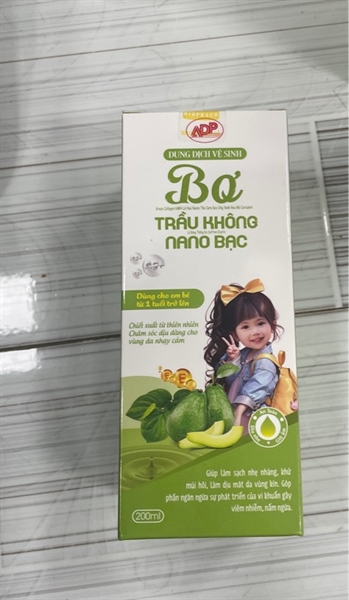 ADP
DUNG DỊCH VỆ SINH
Bơ
TRẦU KHÔNG
NANO BẠC
Dùng cho em bé
từ 1 tuổi trở lên
Chiết xuất từ thiên nhiên
Chăm sóc dịu dàng cho
vùng da nhạy cảm
E
Giúp làm sạch nhẹ nhàng, khử
mùi hôi, làm dịu mát da vùng kín. Góp
phần ngăn ngừa sự phát triển của vi khuẩn gây
viêm nhiễm, nấm ngứa.
200ml